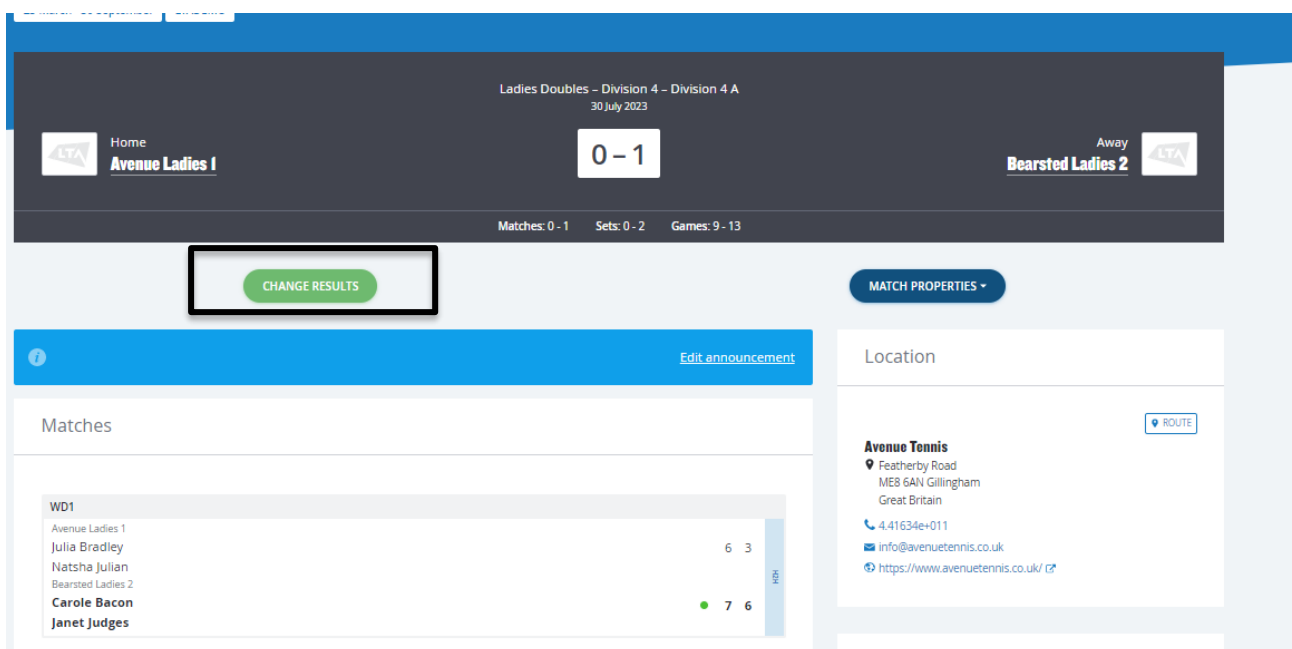 Ladies Doubles – Division 4 – Division 4 A
30 July 2023
LTA
Home
Avenue Ladies 1
0 – 1
Away
Bearsted Ladies 2
LTA
Matches: 0 - 1 Sets: 0 - 2 Games: 9 - 13
CHANGE RESULTS
MATCH PROPERTIES
Edit announcement
Matches
WD1
Avenue Ladies 1
Julia Bradley
6 3
Natsha Julian
H2H
Bearsted Ladies 2
Carole Bacon
7 6
Janet Judges
Location
ROUTE
Avenue Tennis
Featherby Road
ME8 6AN Gillingham
Great Britain
4.41634e+011
info@avenuetennis.co.uk
https://www.avenuetennis.co.uk/